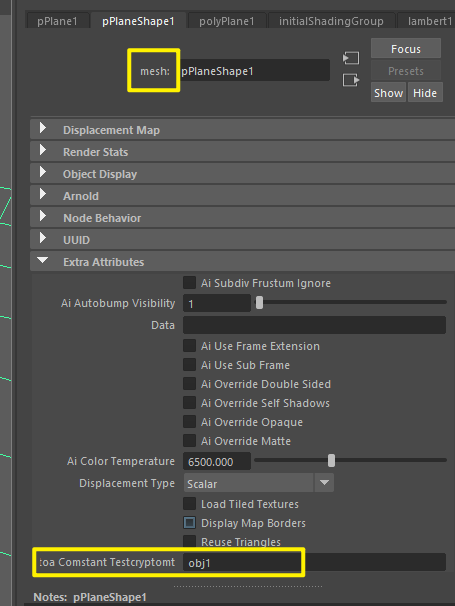 pPlane1 pPlaneShape1 polyPlane1 initialShadingGroup lambert1
Focus
mesh: pPlaneShape1
Presets
Show Hide
Displacement Map
Render Stats
Object Display
Arnold
Node Behavior
UUID
Extra Attributes
Ai Subdiv Frustum Ignore
Ai Autobump Visibility 1
Data
Ai Use Frame Extension
Ai Use Sub Frame
Ai Override Double Sided
Ai Override Self Shadows
Ai Override Opaque
Ai Override Matte
Ai Color Temperature 6500.000
Displacement Type Scalar
Load Tiled Textures
Display Map Borders
Reuse Triangles
:oa Comstant Testcryptomt obj1
Notes: pPlaneShape1